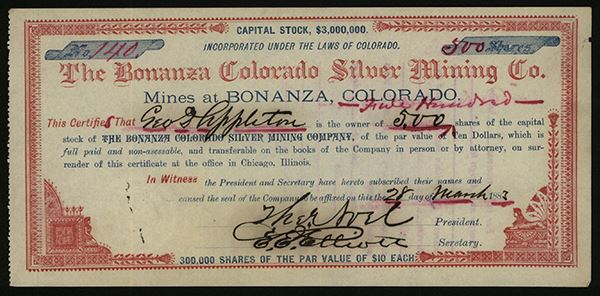 CAPITAL STOCK, $3,000,000.
No. 140. 500 Shares
INCORPORATED UNDER THE LAWS OF COLORADO.
The Bonanza Colorado Silver Mining Co.
Mines at BONANZA, COLORADO.
— Five Hundred —
This Certifies That Geo D Appleton is the owner of 500 shares of the capital
stock of THE BONANZA COLORADO SILVER MINING COMPANY, of the par value of Ten Dollars, which is
full paid and non-assessable, and transferable on the books of the Company in person or by attorney, on sur-
render of this certificate at the office in Chicago, Illinois.
In Witness the President and Secretary have hereto subscribed their names and
caused the seal of the Company to be affixed on this the 28 day of March 1883
President.
E. E. Elliott Sercetary.
300,000 SHARES OF THE PAR VALUE OF $10 EACH.